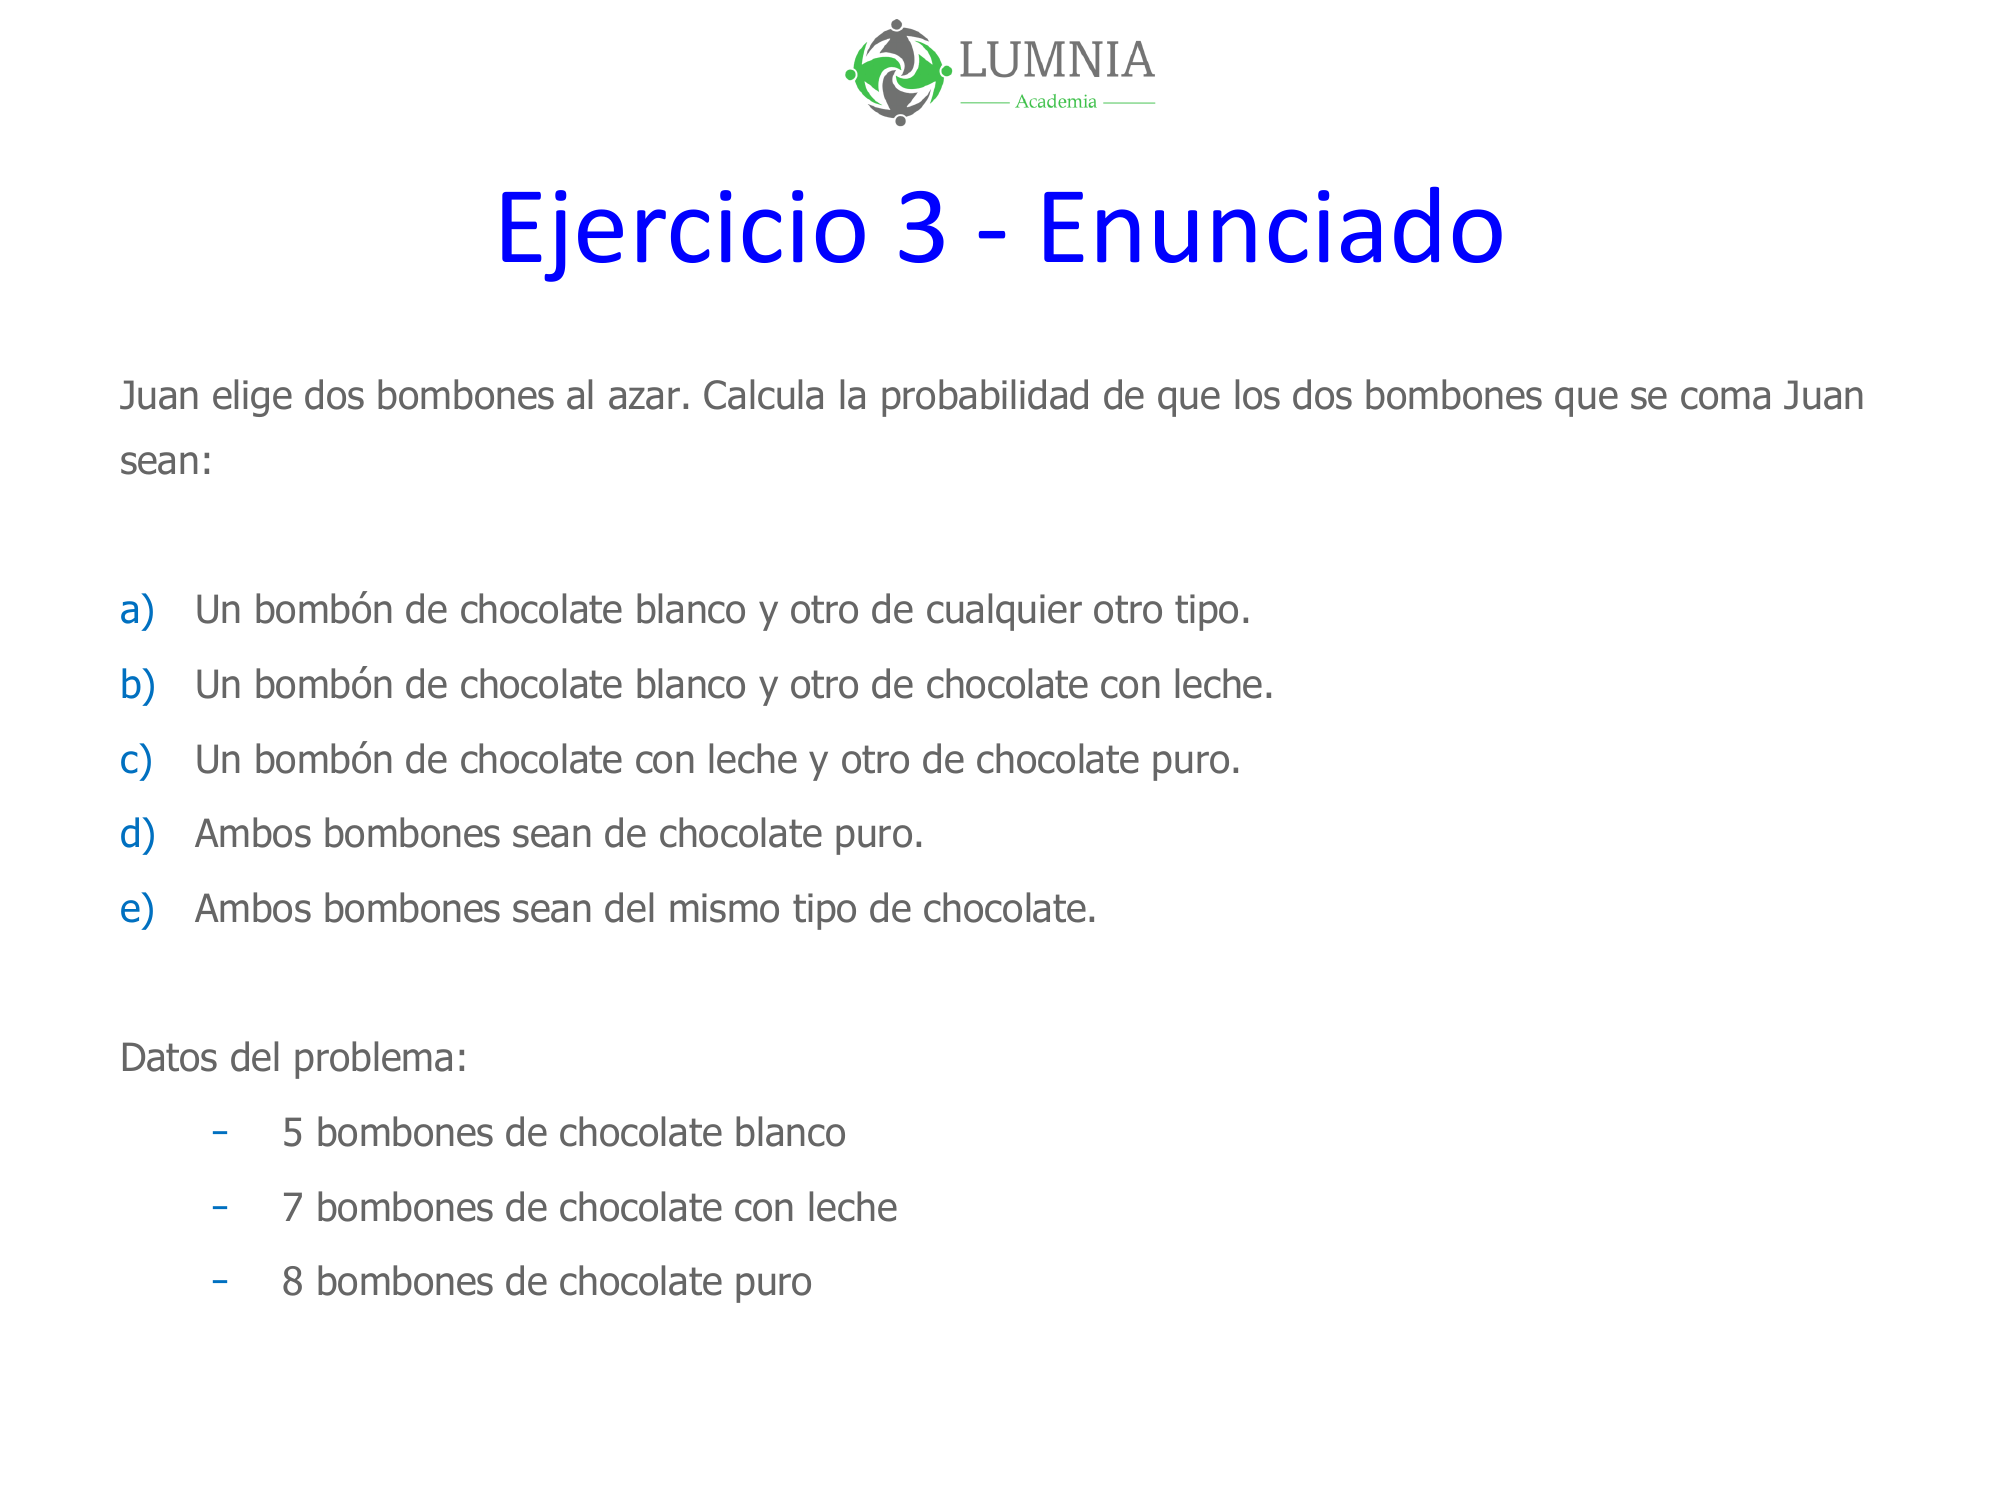 LUMNIA
Academia
Ejercicio 3 - Enunciado
Juan elige dos bombones al azar. Calcula la probabilidad de que los dos bombones que se coma Juan
sean:
a) Un bombón de chocolate blanco y otro de cualquier otro tipo.
b) Un bombón de chocolate blanco y otro de chocolate con leche.
c) Un bombón de chocolate con leche y otro de chocolate puro.
d) Ambos bombones sean de chocolate puro.
e) Ambos bombones sean del mismo tipo de chocolate.
Datos del problema:
- 5 bombones de chocolate blanco
- 7 bombones de chocolate con leche
- 8 bombones de chocolate puro